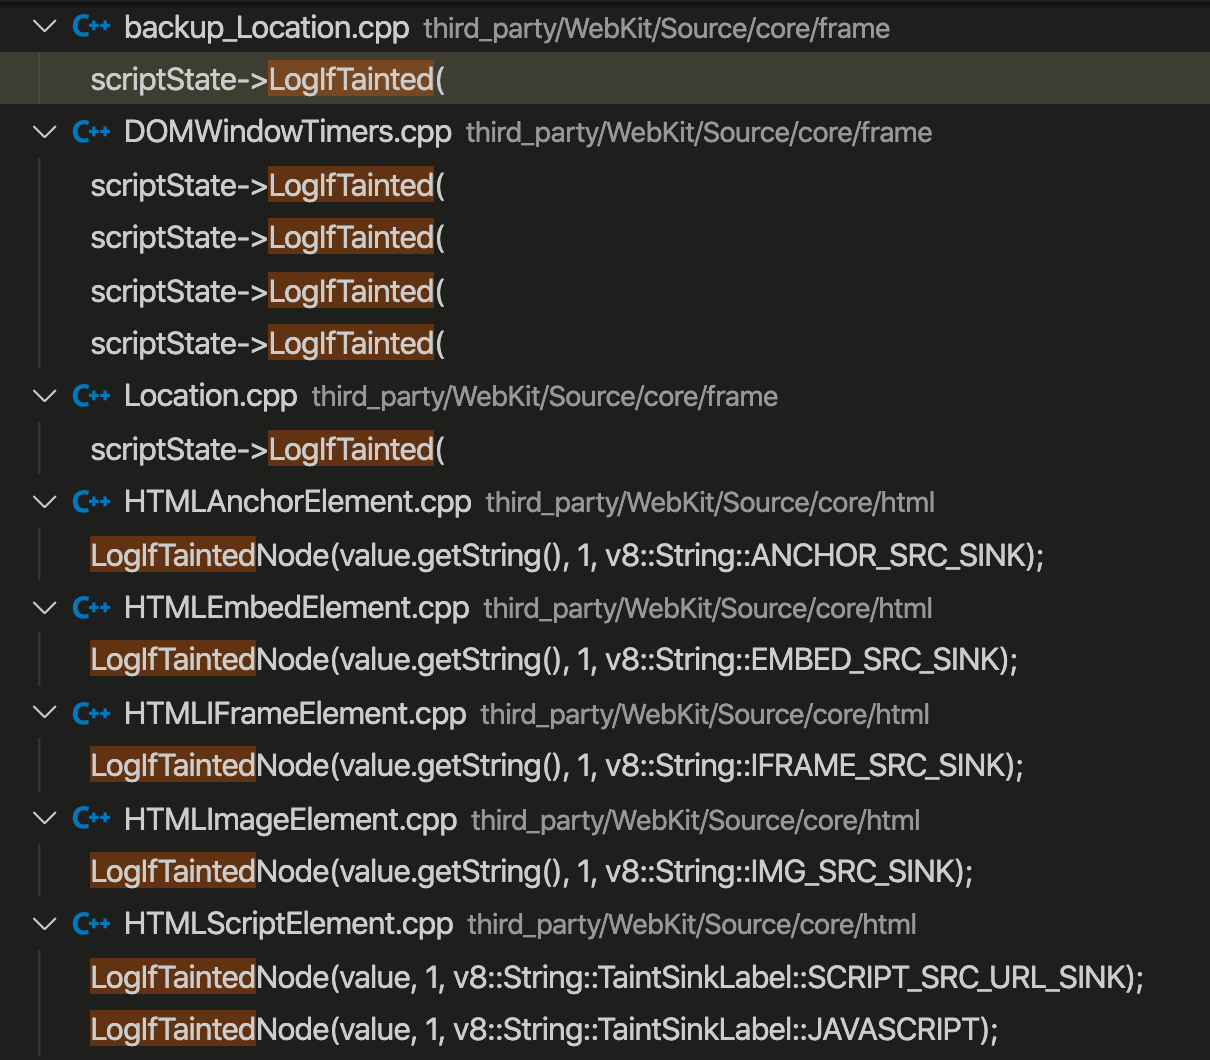 C++ backup_Location.cpp third_party/WebKit/Source/core/frame
scriptState->LogIfTainted(
C++ DOMWindowTimers.cpp third_party/WebKit/Source/core/frame
scriptState->LogIfTainted(
scriptState->LogIfTainted(
scriptState->LogIfTainted(
scriptState->LogIfTainted(
C++ Location.cpp third_party/WebKit/Source/core/frame
scriptState->LogIfTainted(
C++ HTMLAnchorElement.cpp third_party/WebKit/Source/core/html
LogIfTaintedNode(value.getString(), 1, v8::String::ANCHOR_SRC_SINK);
C++ HTMLEmbedElement.cpp third_party/WebKit/Source/core/html
LogIfTaintedNode(value.getString(), 1, v8::String::EMBED_SRC_SINK);
C++ HTMLIFrameElement.cpp third_party/WebKit/Source/core/html
LogIfTaintedNode(value.getString(), 1, v8::String::IFRAME_SRC_SINK);
C++ HTMLImageElement.cpp third_party/WebKit/Source/core/html
LogIfTaintedNode(value.getString(), 1, v8::String::IMG_SRC_SINK);
C++ HTMLScriptElement.cpp third_party/WebKit/Source/core/html
LogIfTaintedNode(value, 1, v8::String::TaintSinkLabel::SCRIPT_SRC_URL_SINK);
LogIfTaintedNode(value, 1, v8::String::TaintSinkLabel::JAVASCRIPT);